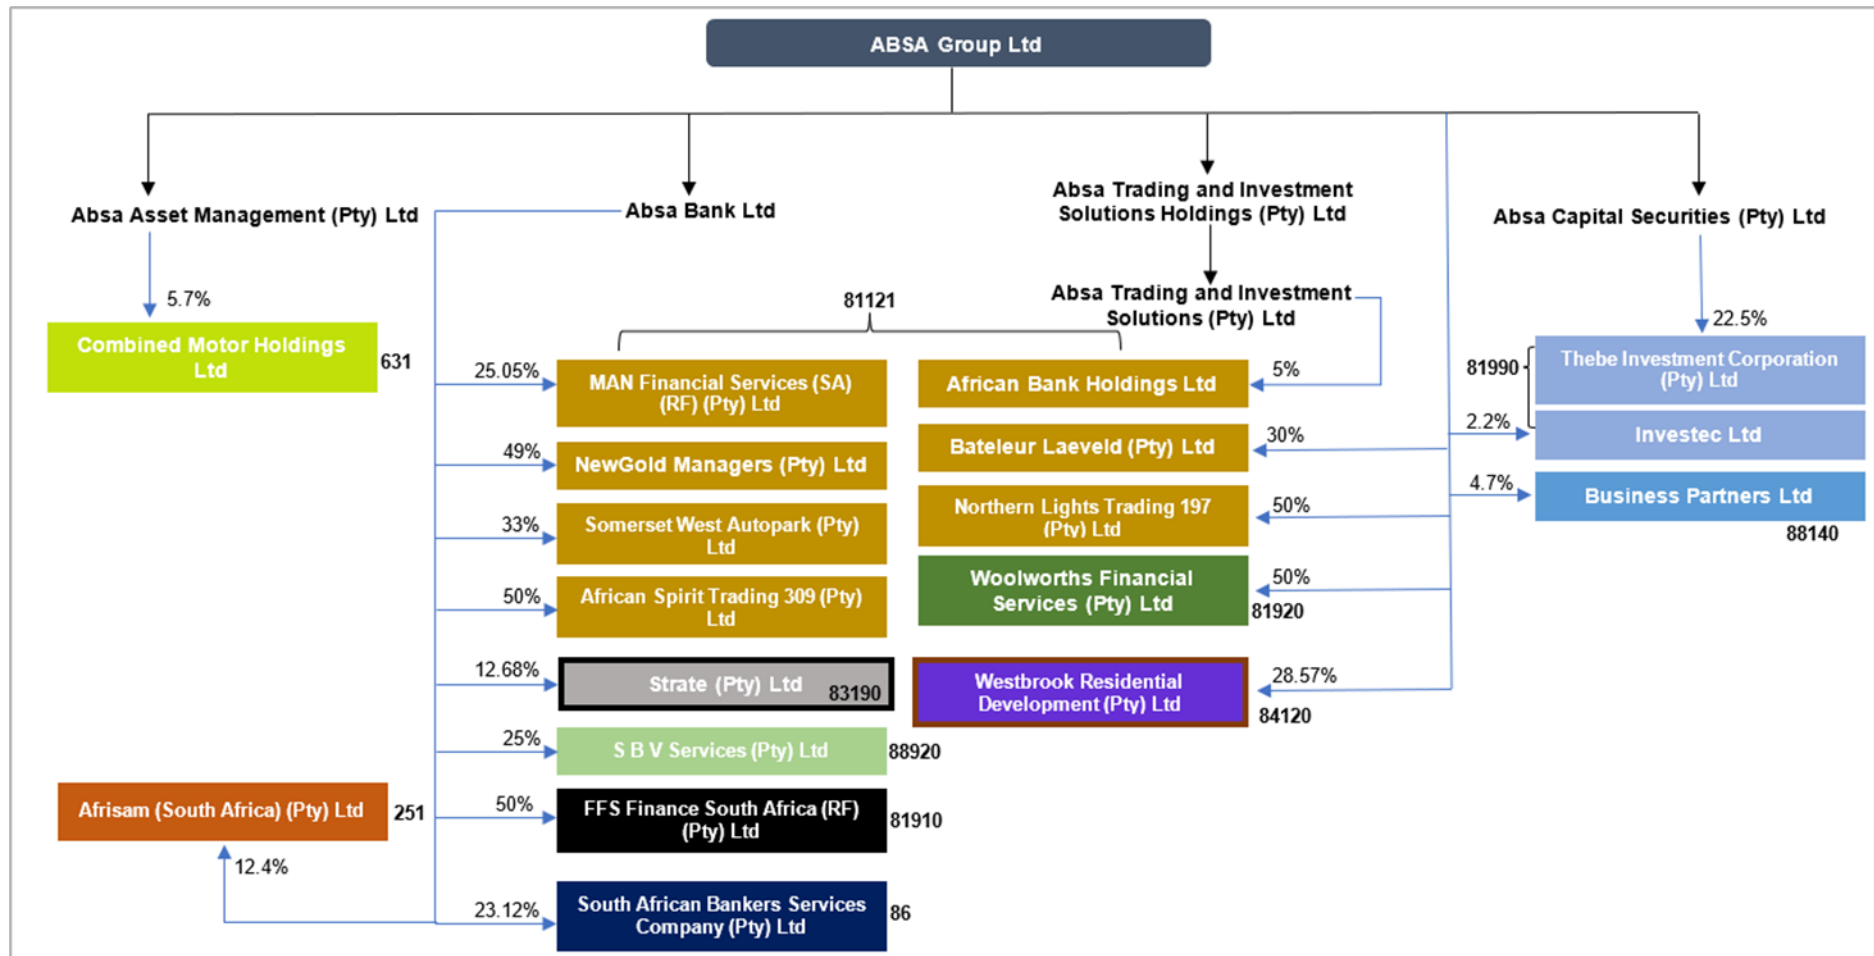 ABSA Group Ltd
Absa Asset Management (Pty) Ltd
Absa Bank Ltd
Absa Trading and Investment
Solutions Holdings (Pty) Ltd
Absa Capital Securities (Pty) Ltd
Absa Trading and Investment
Solutions (Pty) Ltd
5.7%
81121
22.5%
Combined Motor Holdings
Ltd
631
25.05%
MAN Financial Services (SA)
(RF) (Pty) Ltd
African Bank Holdings Ltd
5%
81990
Thebe Investment Corporation
(Pty) Ltd
49%
NewGold Managers (Pty) Ltd
Bateleur Laeveld (Pty) Ltd
30%
2.2%
Investec Ltd
33%
Somerset West Autopark (Pty)
Ltd
Northern Lights Trading 197
(Pty) Ltd
50%
4.7%
Business Partners Ltd
88140
50%
African Spirit Trading 309 (Pty)
Ltd
Woolworths Financial
Services (Pty) Ltd
50%
81920
12.68%
Strate (Pty) Ltd
83190
Westbrook Residential
Development (Pty) Ltd
28.57%
84120
25%
S B V Services (Pty) Ltd
88920
Afrisam (South Africa) (Pty) Ltd
251
50%
FFS Finance South Africa (RF)
(Pty) Ltd
81910
12.4%
23.12%
South African Bankers Services
Company (Pty) Ltd
86